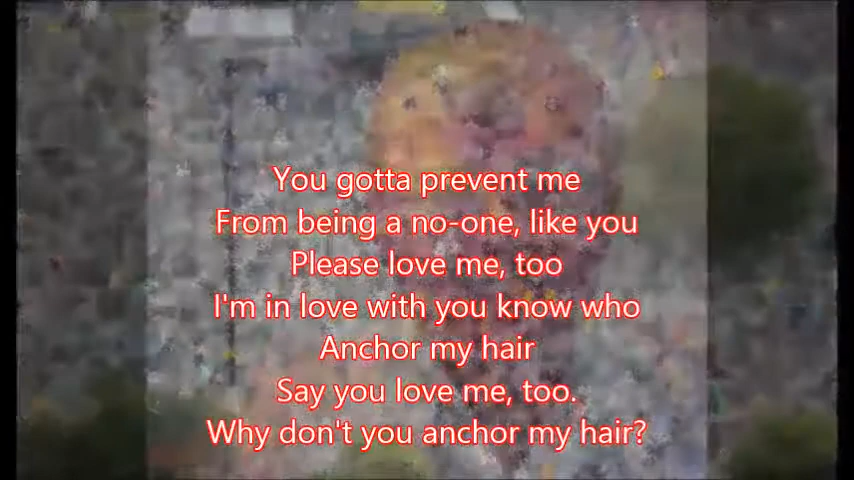 You gotta prevent me
From being a no-one, like you
Please love me, too
I'm in love with you know who
Anchor my hair
Say you love me, too.
Why don't you anchor my hair?